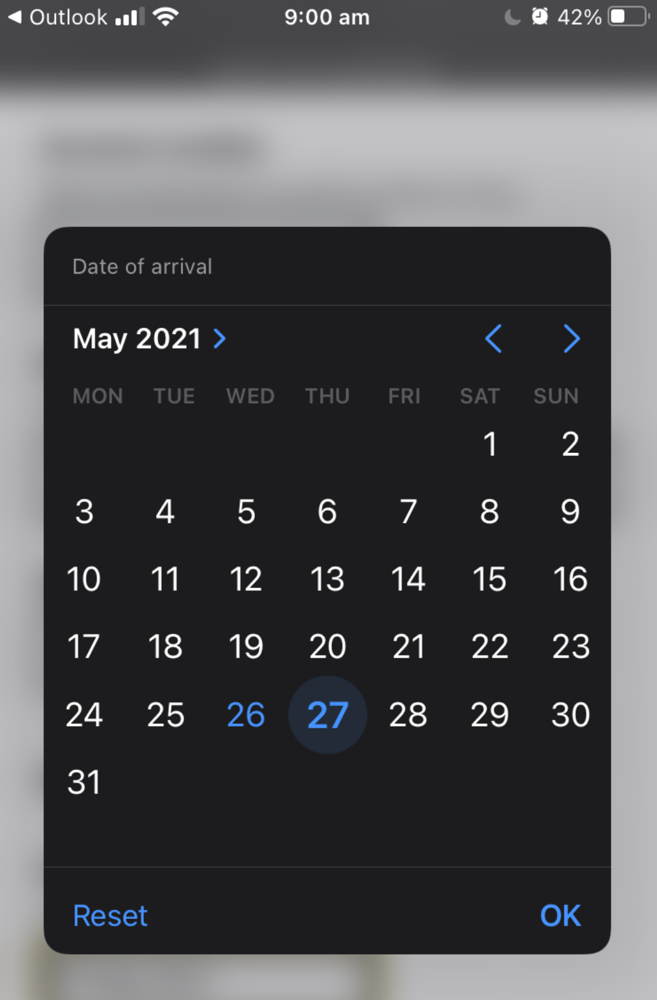 Outlook 9:00 am 42%
Date of arrival
May 2021
MON TUE WED THU FRI SAT SUN
1 2
3 4 5 6 7 8 9
10 11 12 13 14 15 16
17 18 19 20 21 22 23
24 25 26 27 28 29 30
31
Reset OK